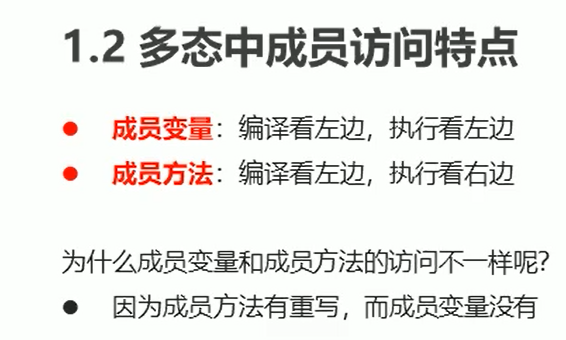 1.2 多态中成员访问特点
● 成员变量：编译看左边，执行看左边
● 成员方法：编译看左边，执行看右边
为什么成员变量和成员方法的访问不一样呢?
● 因为成员方法有重写，而成员变量没有